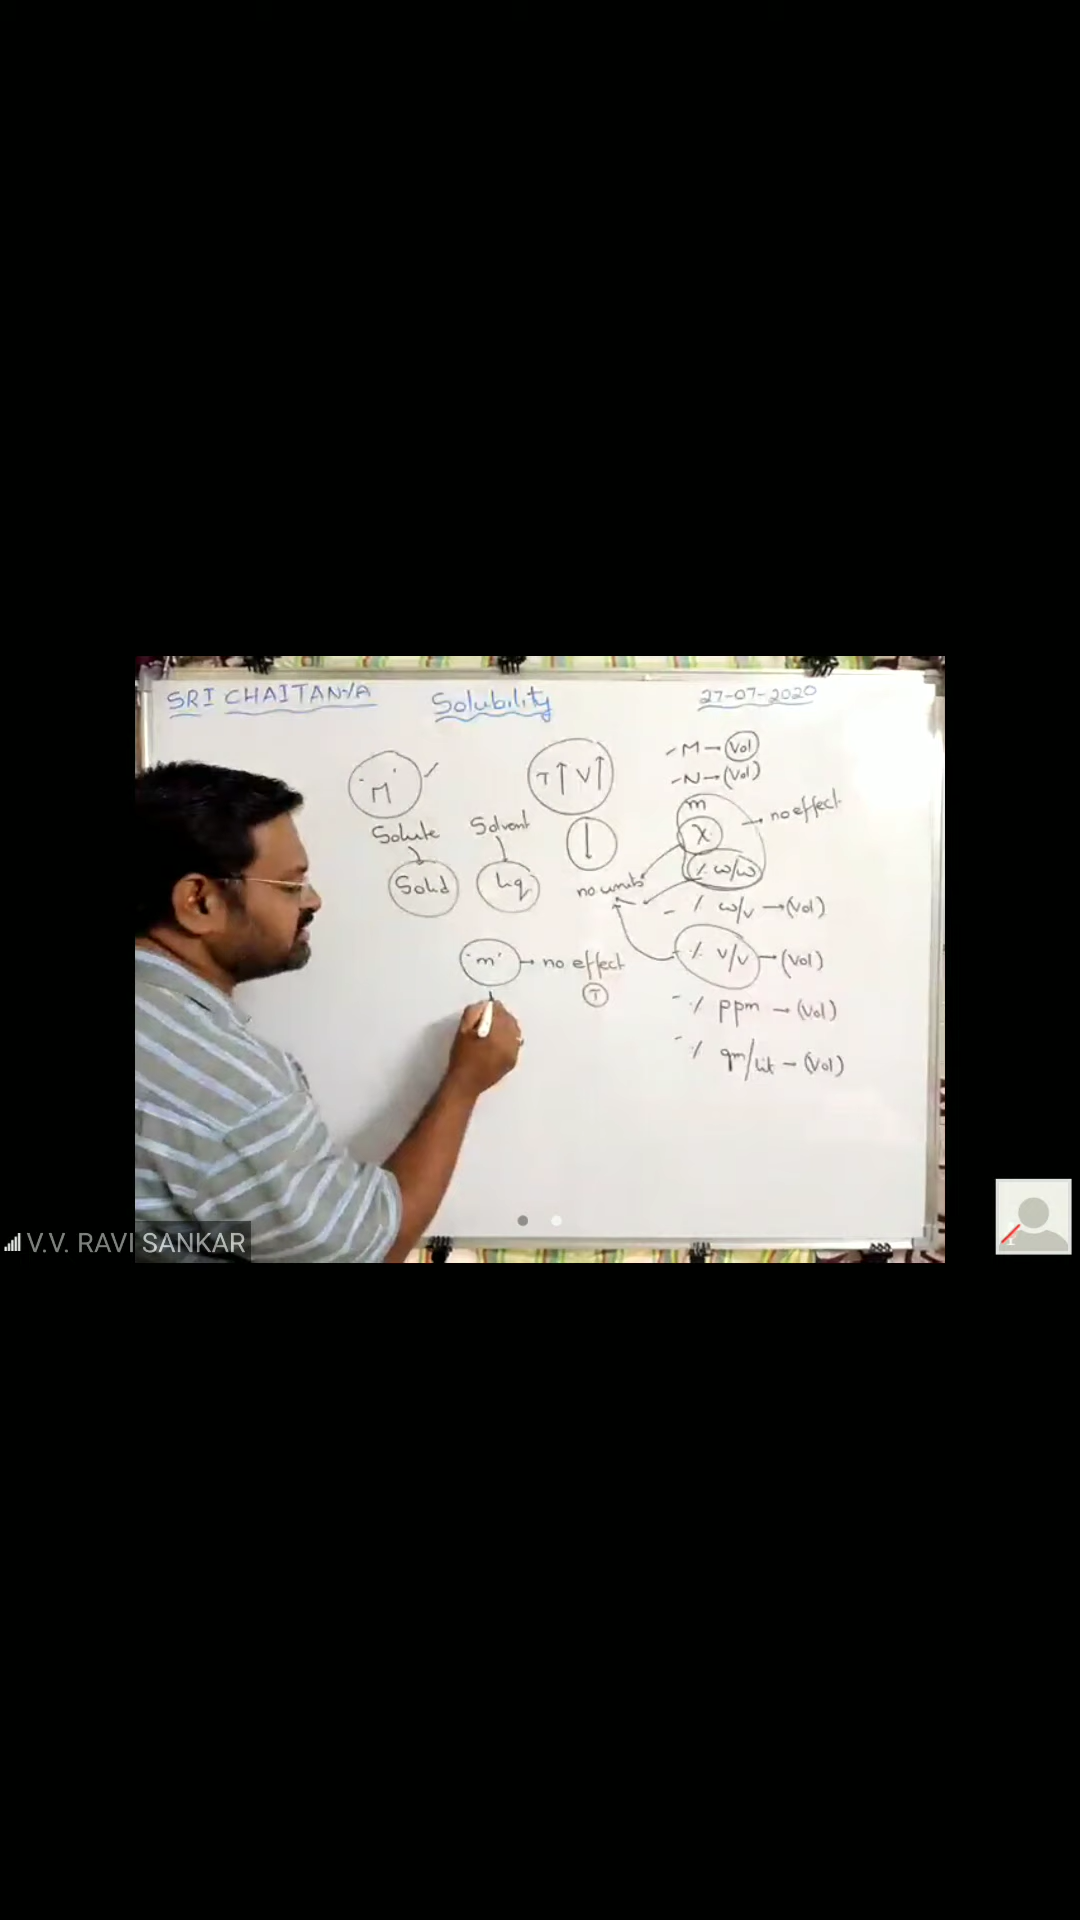 SRI CHAITANYA Solubility 27-07-2020
'M' ✓
T↑ V↑
↓
Solute Solvent
Solid Liq
'm' → no effect
T
- M → (Vol)
- N → (Vol)
m
X → no effect
% w/w
no units
- % w/v → (Vol)
- % v/v → (Vol)
- % ppm → (Vol)
- % gm/lit → (Vol)
V.V. RAVI SANKAR